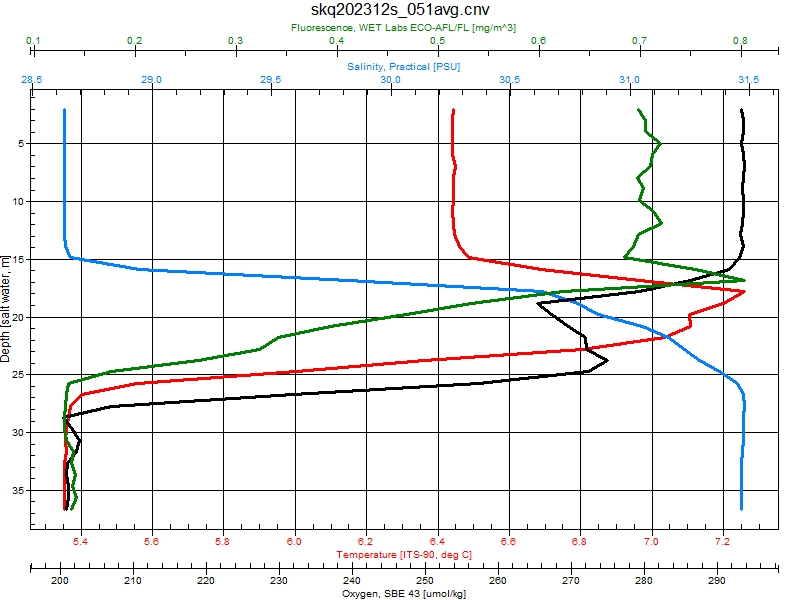 skq202312s_051avg.cnv
Fluorescence, WET Labs ECO-AFL/FL [mg/m^3]
0.1 0.2 0.3 0.4 0.5 0.6 0.7 0.8
Salinity, Practical [PSU]
28.5 29.0 29.5 30.0 30.5 31.0 31.5
Depth [salt water, m]
5
10
15
20
25
30
35
5.4 5.6 5.8 6.0 6.2 6.4 6.6 6.8 7.0 7.2
Temperature [ITS-90, deg C]
200 210 220 230 240 250 260 270 280 290
Oxygen, SBE 43 [umol/kg]